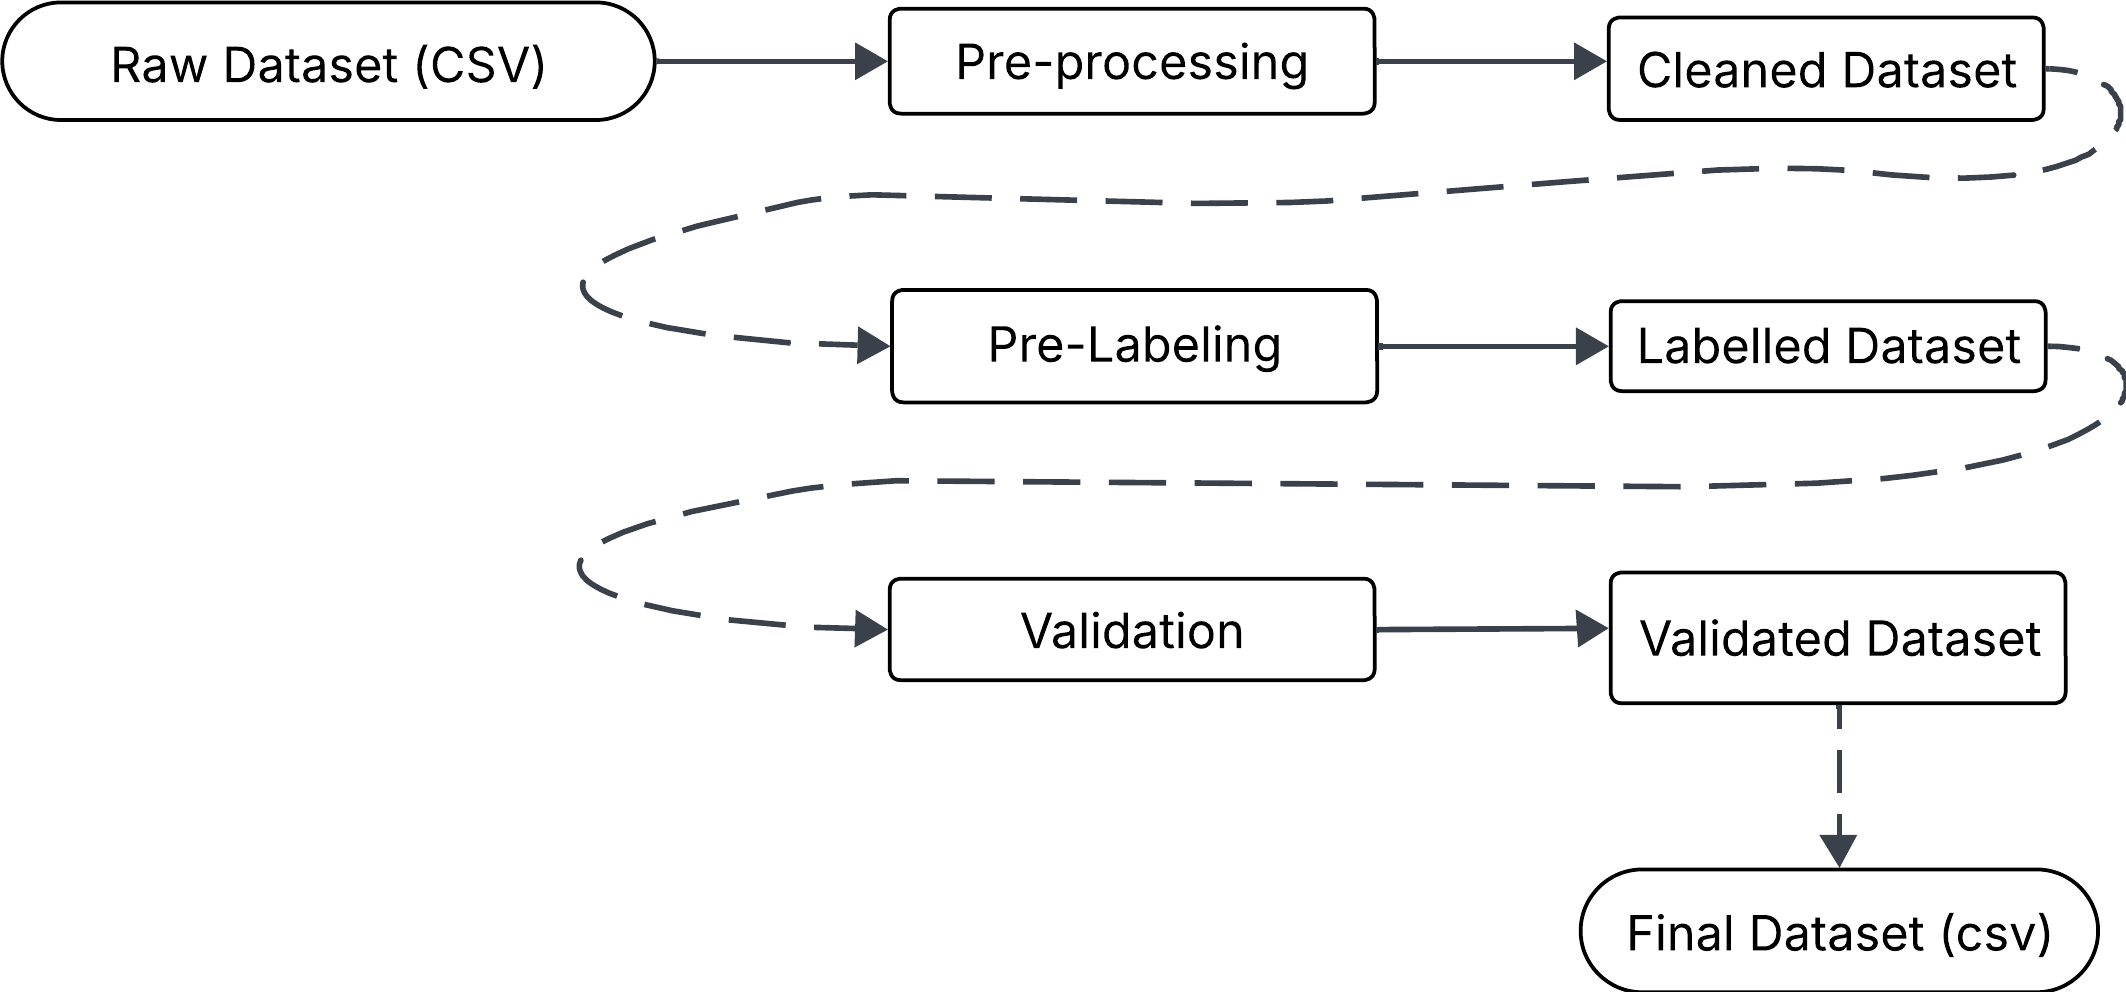 Raw Dataset (CSV)
Pre-processing
Cleaned Dataset
Pre-Labeling
Labelled Dataset
Validation
Validated Dataset
Final Dataset (csv)